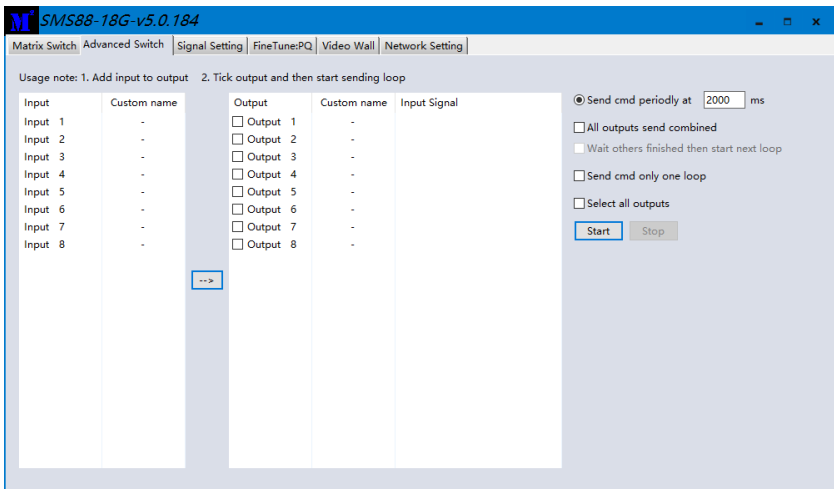 M SMS88-18G-v5.0.184
Matrix Switch Advanced Switch Signal Setting FineTune:PQ Video Wall Network Setting
Usage note: 1. Add input to output 2. Tick output and then start sending loop
Input Custom name Output Custom name Input Signal
Input 1 - Output 1 -
Input 2 - Output 2 -
Input 3 - Output 3 -
Input 4 - Output 4 -
Input 5 - Output 5 -
Input 6 - Output 6 -
Input 7 - Output 7 -
Input 8 - Output 8 -
-->
Send cmd periodly at 2000 ms
All outputs send combined
Wait others finished then start next loop
Send cmd only one loop
Select all outputs
Start Stop